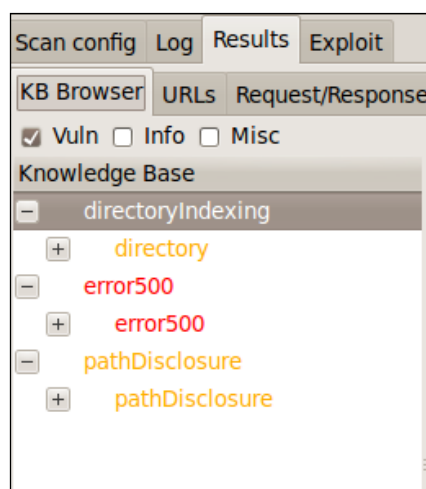 Scan config Log Results Exploit
KB Browser URLs Request/Response
Vuln Info Misc
Knowledge Base
directoryIndexing
directory
error500
error500
pathDisclosure
pathDisclosure